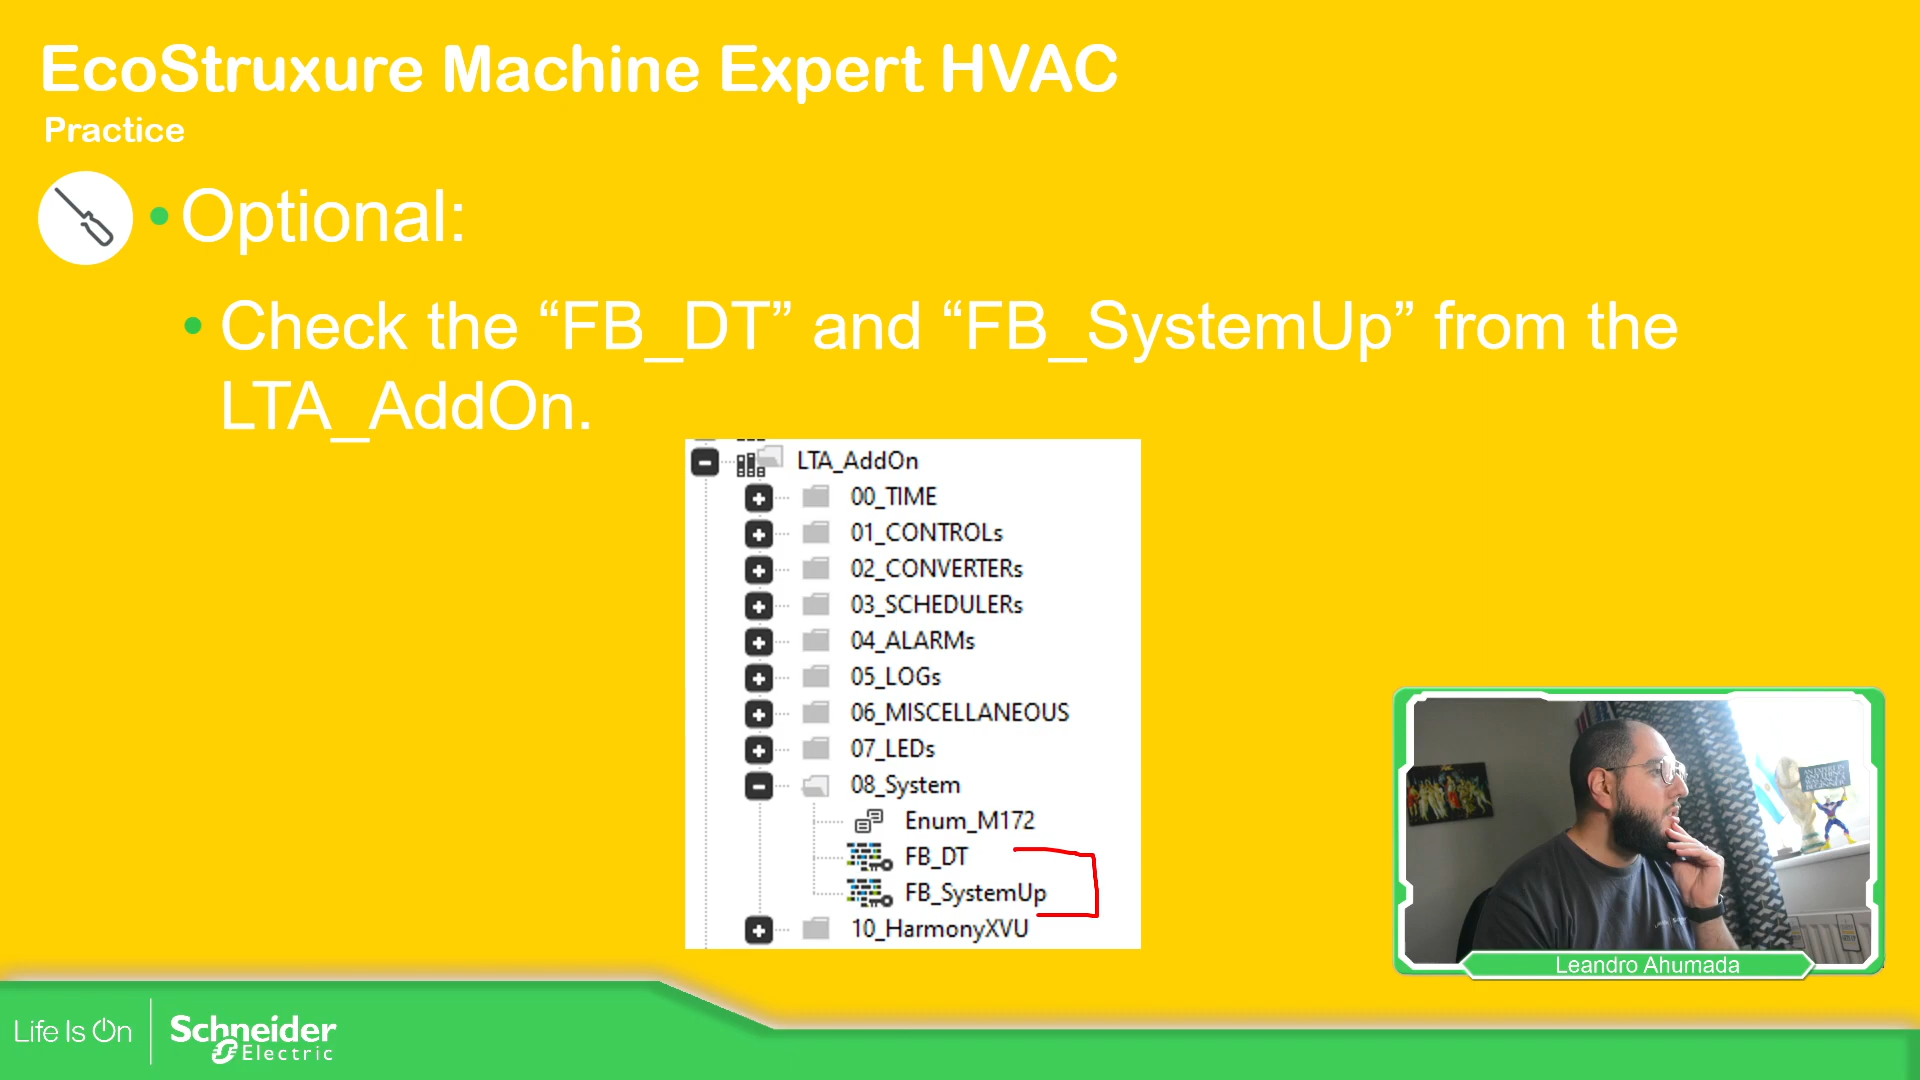 EcoStruxure Machine Expert HVAC
Practice
Optional:
Check the “FB_DT” and “FB_SystemUp” from the
LTA_AddOn.
LTA_AddOn
00_TIME
01_CONTROLs
02_CONVERTERs
03_SCHEDULERs
04_ALARMs
05_LOGs
06_MISCELLANEOUS
07_LEDs
08_System
Enum_M172
FB_DT
FB_SystemUp
10_HarmonyXVU
Leandro Ahumada
Life Is On
Schneider
Electric